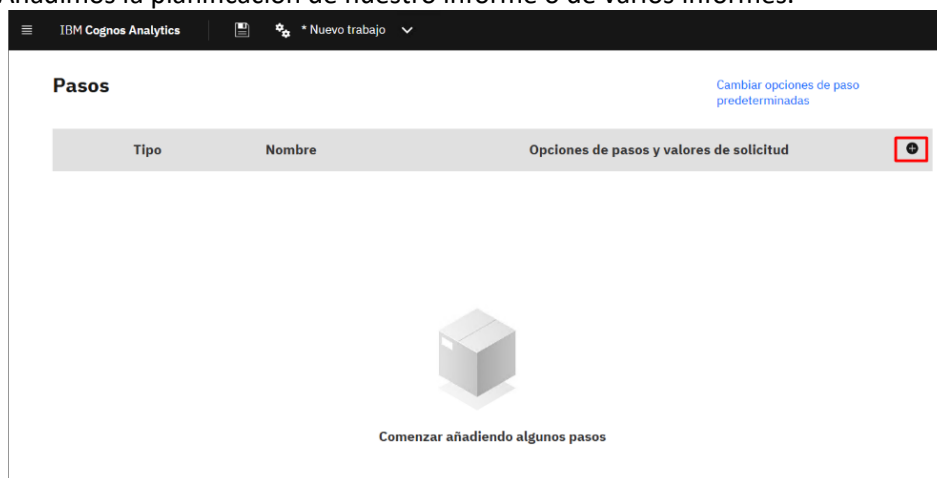 Añadimos la planificación de nuestro informe o de varios informes.
IBM Cognos Analytics * Nuevo trabajo
Pasos
Cambiar opciones de paso
predeterminadas
Tipo Nombre Opciones de pasos y valores de solicitud
Comenzar añadiendo algunos pasos